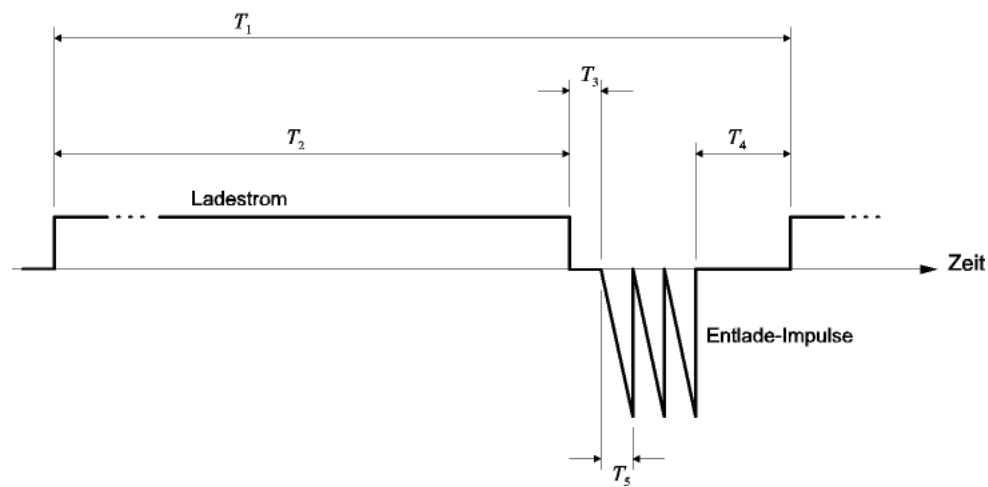 T₁
T₃
T₂
T₄
Ladestrom
Zeit
Entlade-Impulse
T₅